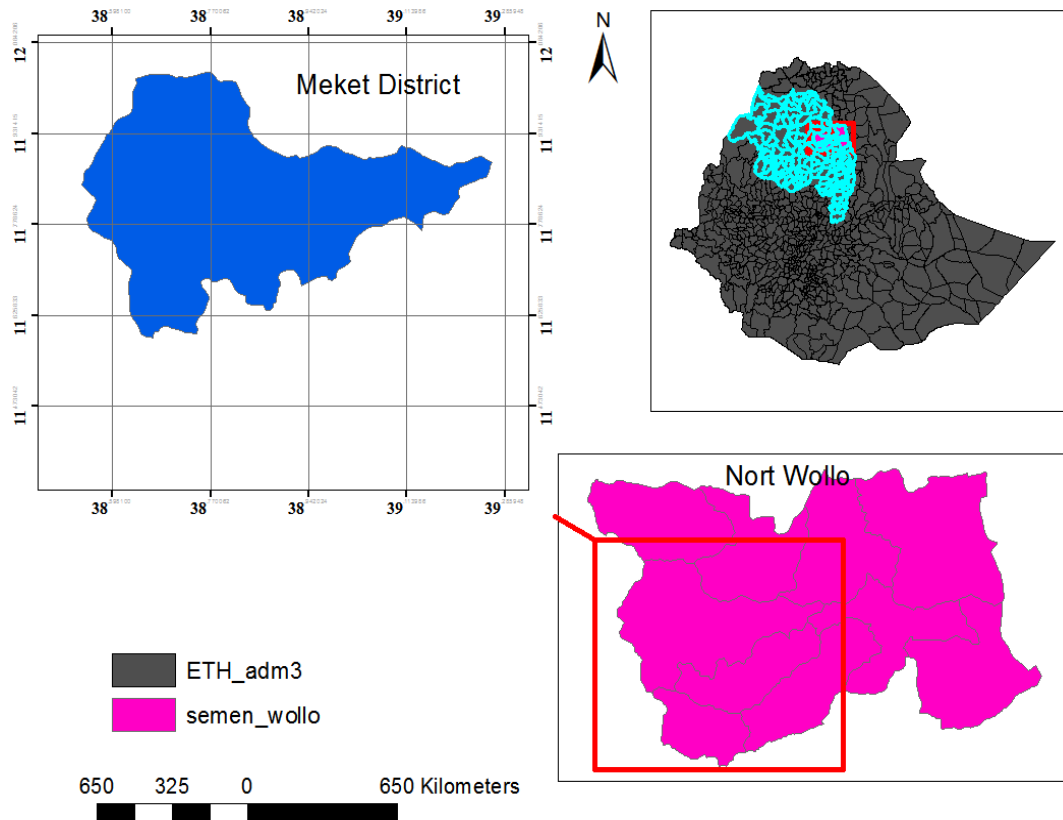 38 38 38 39 39
12 12
Meket District
11 11
11 11
11 11
11 11
38 38 38 39 39
N
Nort Wollo
ETH_adm3
semen_wollo
650 325 0 650 Kilometers